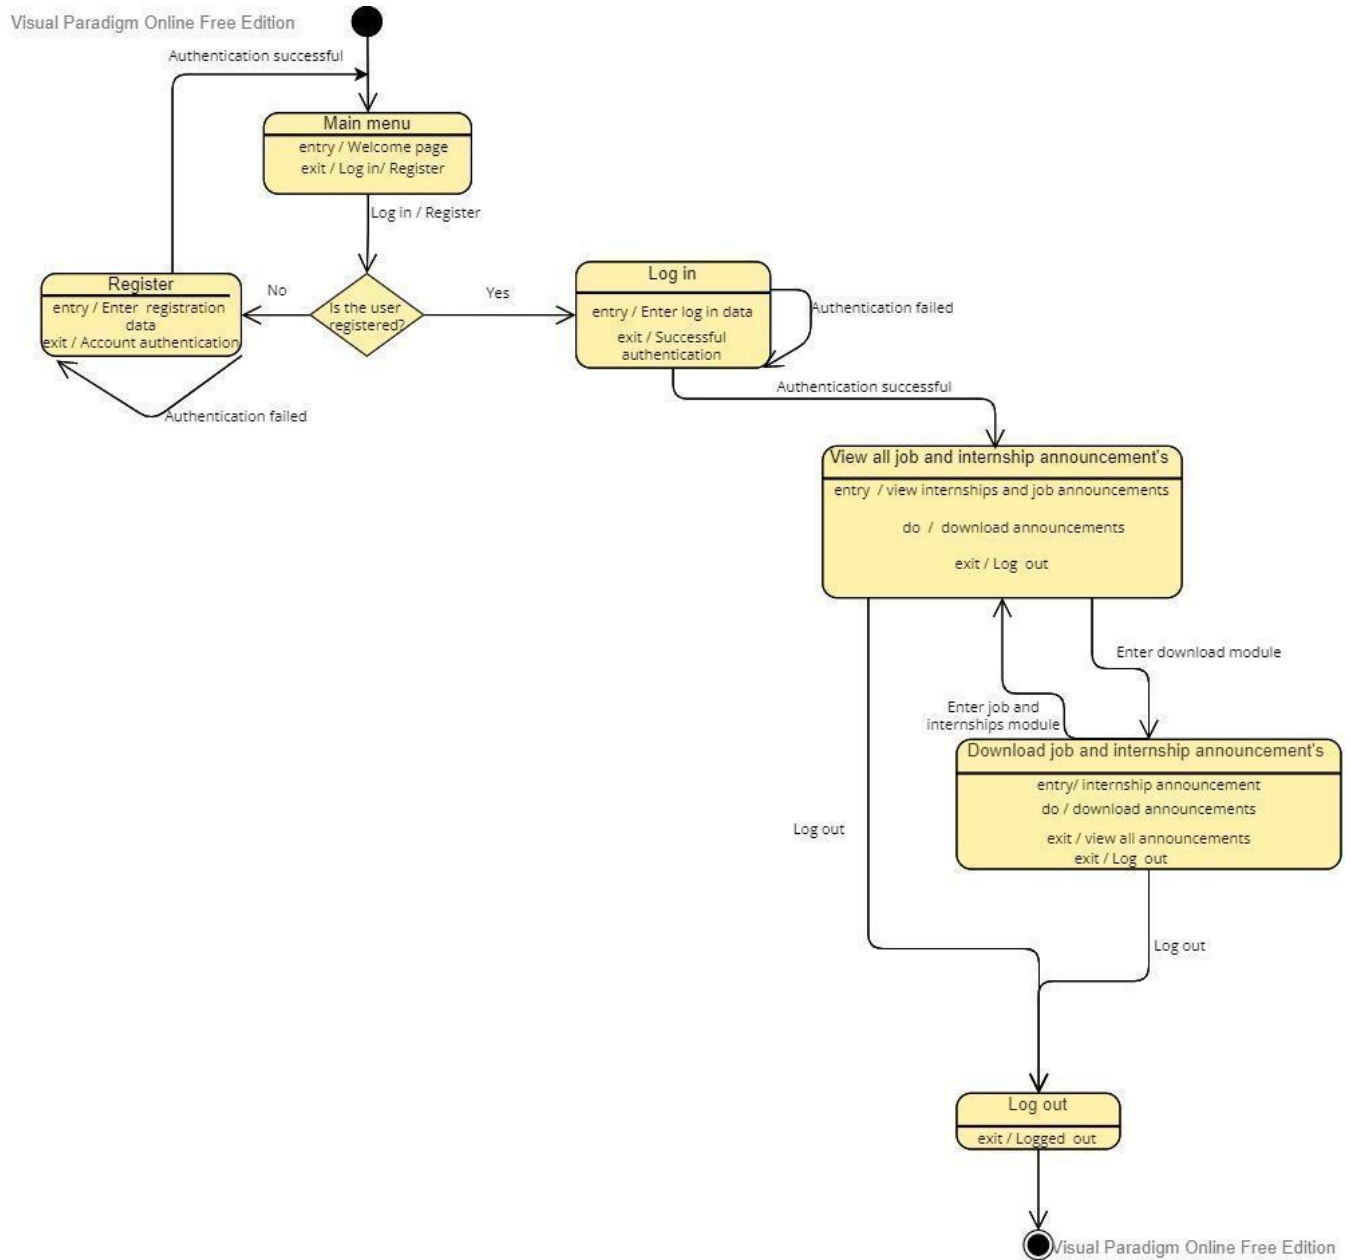 Visual Paradigm Online Free Edition
Authentication successful
Main menu
entry / Welcome page
exit / Log in/ Register
Log in / Register
Register
entry / Enter registration
data
exit / Account authentication
No
Is the user
registered?
Yes
Log in
entry / Enter log in data
exit / Successful
authentication
Authentication failed
Authentication failed
Authentication successful
View all job and internship announcement's
entry / view internships and job announcements
do / download announcements
exit / Log out
Enter download module
Enter job and
internships module
Download job and internship announcement's
entry/ internship announcement
do / download announcements
exit / view all announcements
exit / Log out
Log out
Log out
Log out
exit / Logged out
Visual Paradigm Online Free Edition